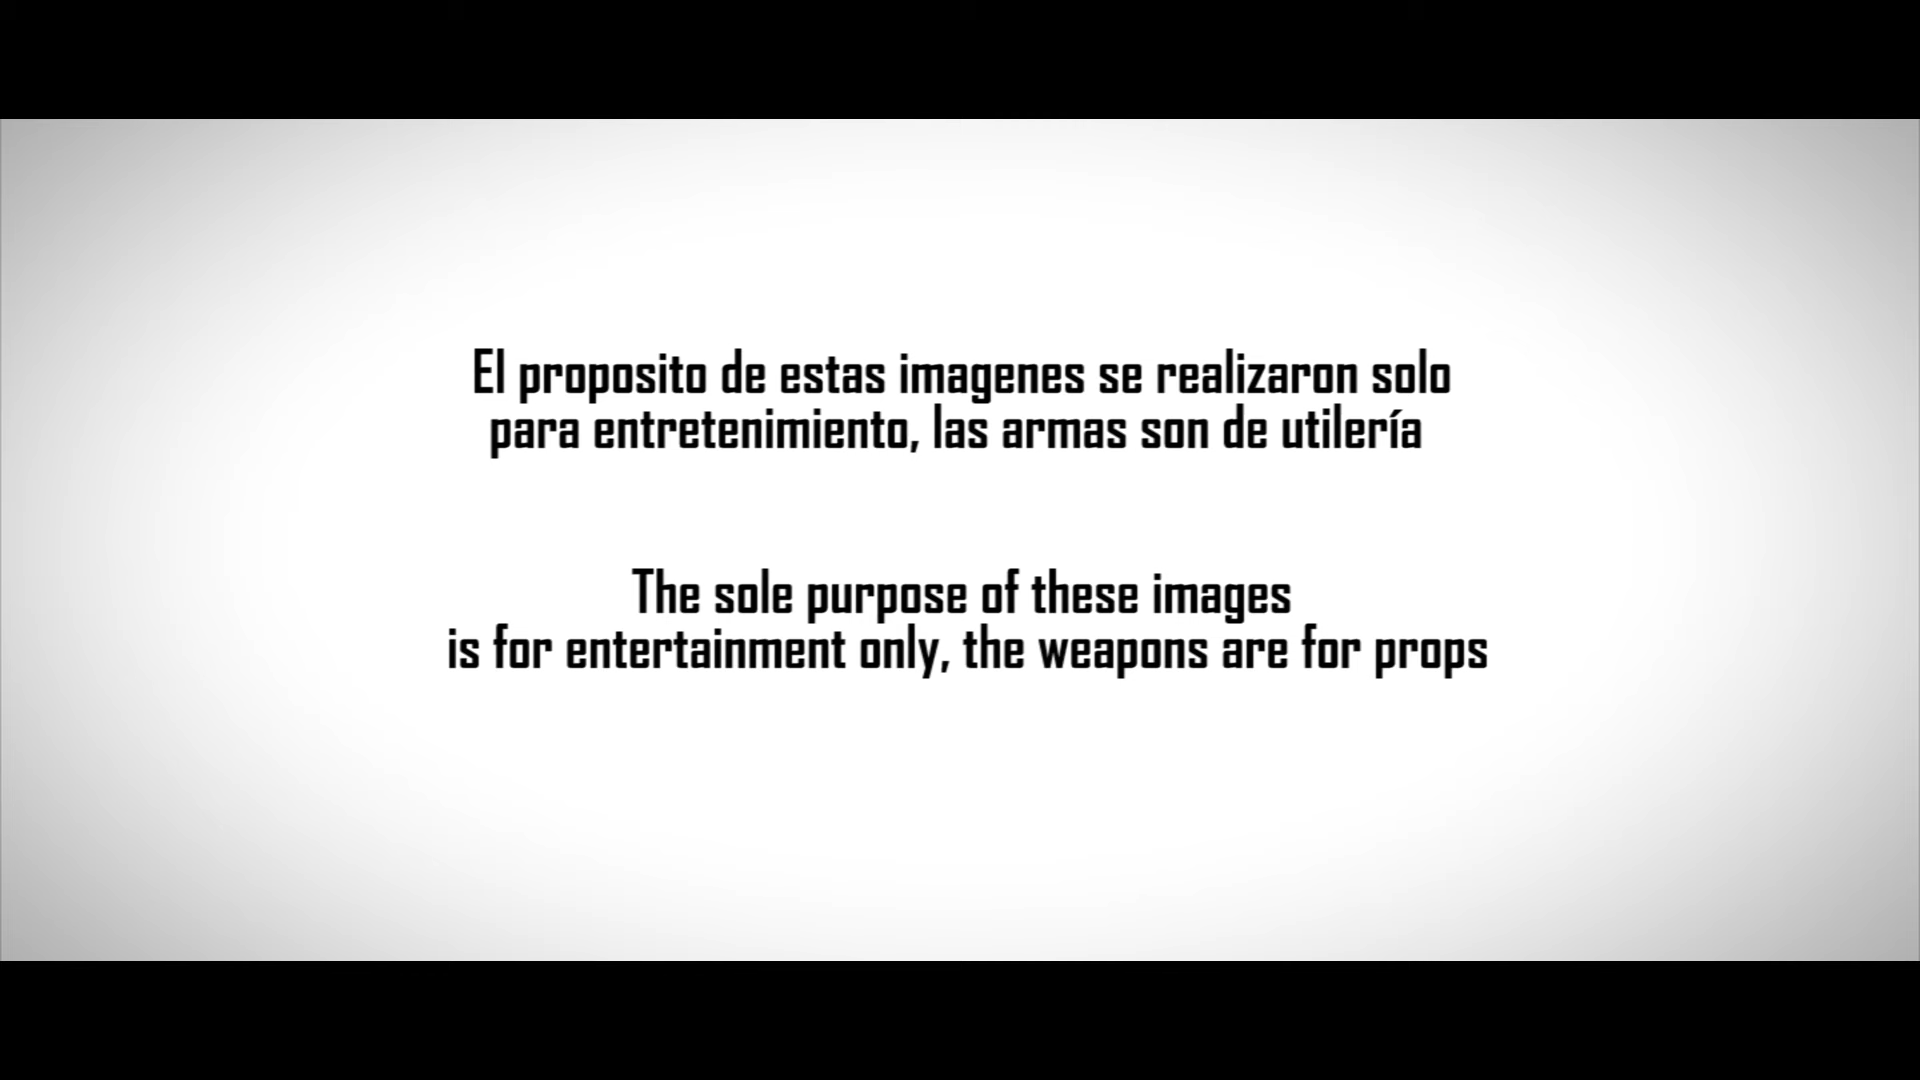 El proposito de estas imagenes se realizaron solo
para entretenimiento, las armas son de utilería
The sole purpose of these images
is for entertainment only, the weapons are for props